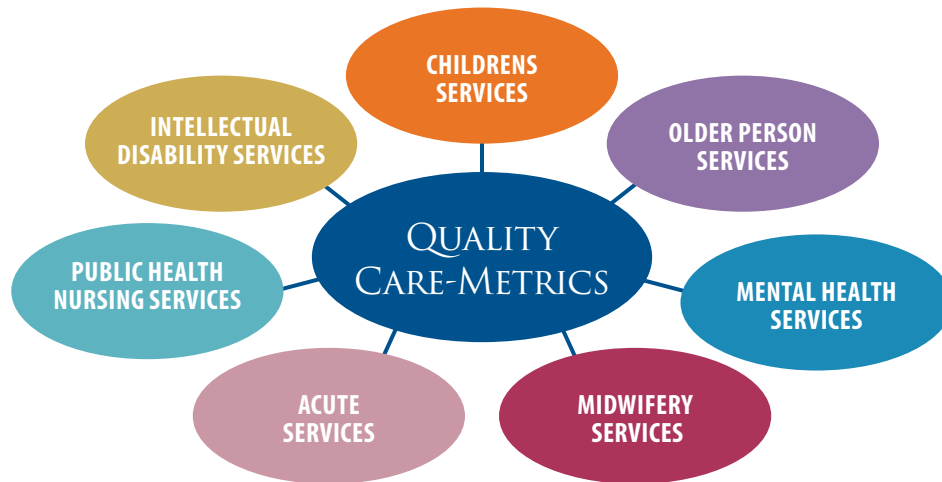 CHILDRENS
SERVICES
INTELLECTUAL
DISABILITY SERVICES
OLDER PERSON
SERVICES
QUALITY
CARE-METRICS
PUBLIC HEALTH
NURSING SERVICES
MENTAL HEALTH
SERVICES
ACUTE
SERVICES
MIDWIFERY
SERVICES